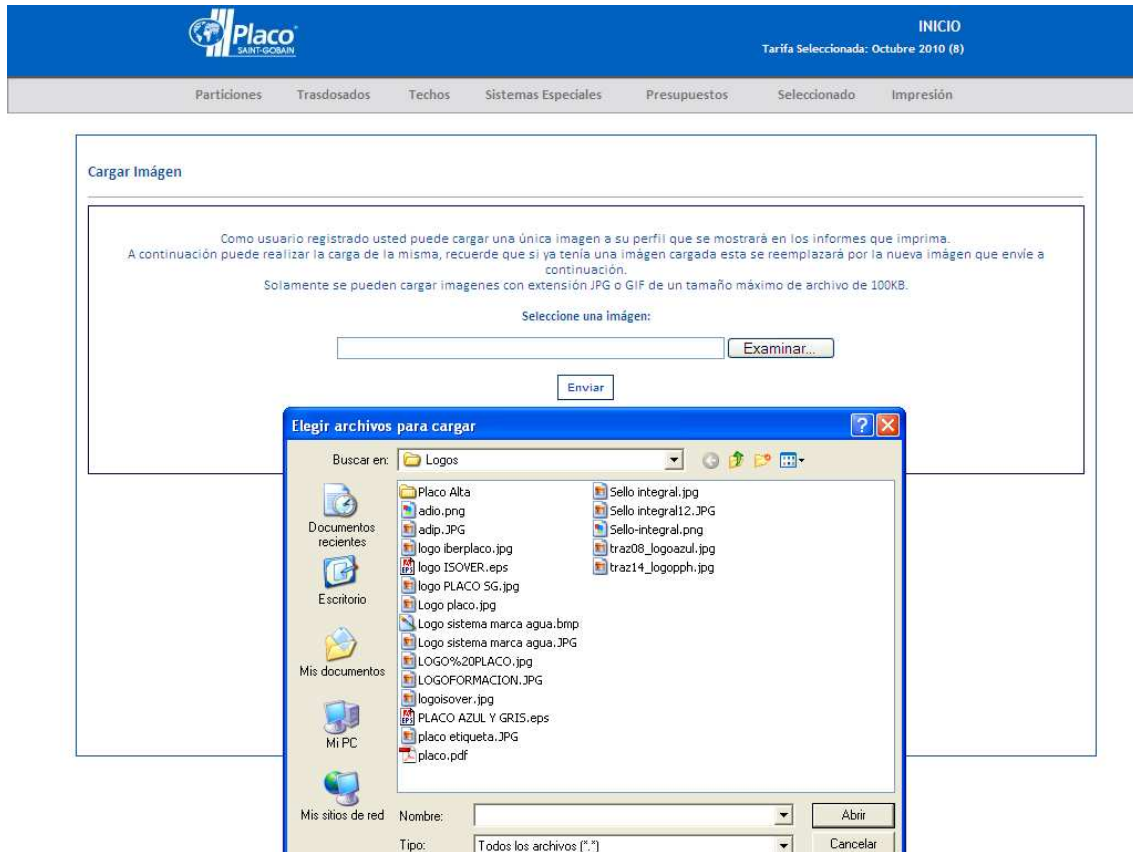 Placo
SAINT-GOBAIN
INICIO
Tarifa Seleccionada: Octubre 2010 (8)
Particiones Trasdosados Techos Sistemas Especiales Presupuestos Seleccionado Impresión
Cargar Imágen
Como usuario registrado usted puede cargar una única imagen a su perfil que se mostrará en los informes que imprima.
A continuación puede realizar la carga de la misma, recuerde que si ya tenía una imágen cargada esta se reemplazará por la nueva imágen que envíe a
continuación.
Solamente se pueden cargar imagenes con extensión JPG o GIF de un tamaño máximo de archivo de 100KB.
Seleccione una imágen:
Examinar...
Enviar
Elegir archivos para cargar
Buscar en: Logos
Documentos recientes
Escritorio
Mis documentos
Mi PC
Mis sitios de red
Placo Alta
adio.png
adip.JPG
logo iberplaco.jpg
logo ISOVER.eps
logo PLACO SG.jpg
Logo placo.jpg
Logo sistema marca agua.bmp
Logo sistema marca agua.JPG
LOGO%20PLACO.jpg
LOGOFORMACION.JPG
logoisover.jpg
PLACO AZUL Y GRIS.eps
placo etiqueta.JPG
placo.pdf
Sello integral.jpg
Sello integral12.JPG
Sello-integral.png
traz08_logoazul.jpg
traz14_logopph.jpg
Nombre: Abrir
Tipo: Todos los archivos (*.*) Cancelar